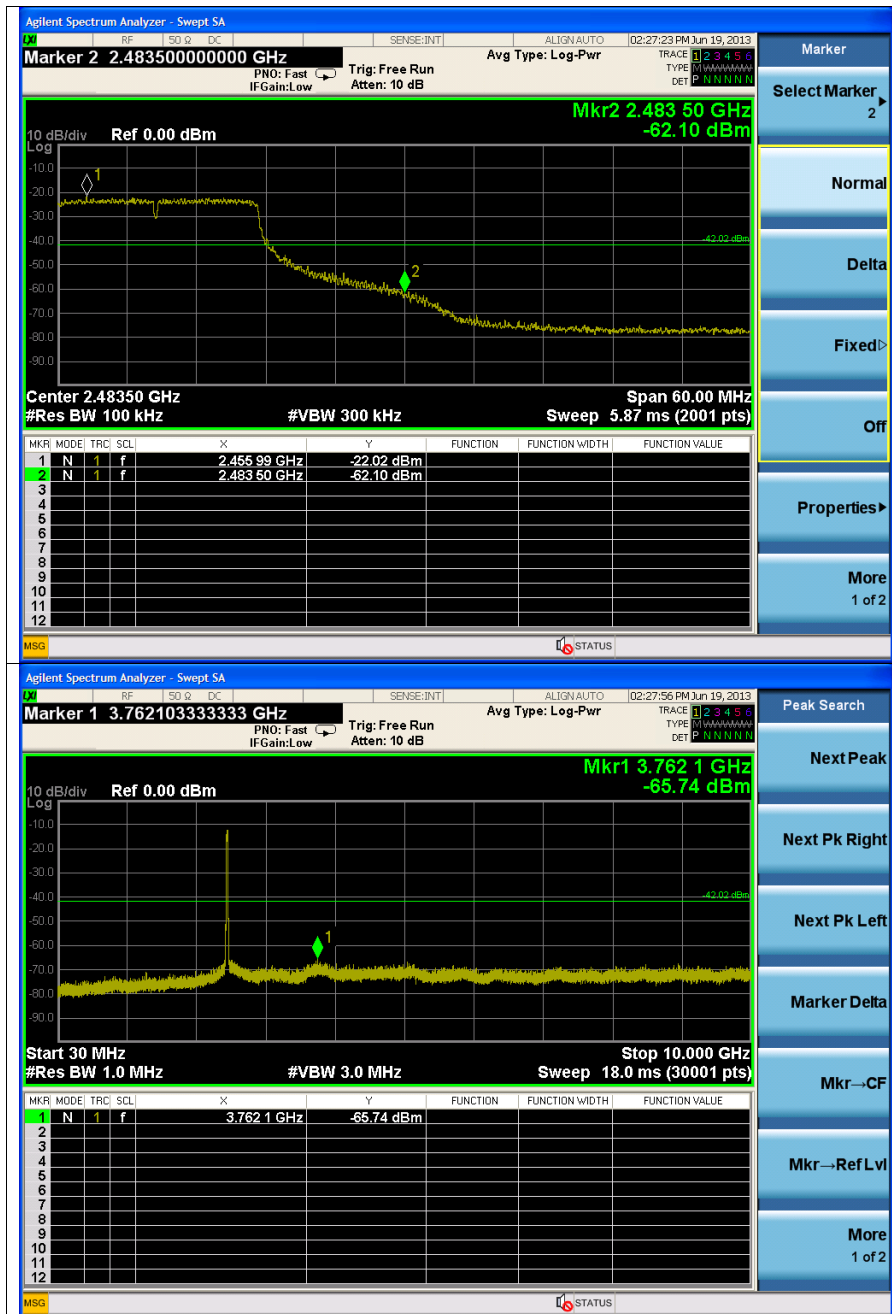 Agilent Spectrum Analyzer - Swept SA
LXI RF 50 Ω DC SENSE:INT ALIGN AUTO 02:27:23 PM Jun 19, 2013
Marker 2 2.483500000000 GHz
PNO: Fast
IFGain:Low
Trig: Free Run
Atten: 10 dB
Avg Type: Log-Pwr
TRACE 1 2 3 4 5 6
TYPE M WWWWW
DET P N N N N N
Mkr2 2.483 50 GHz
-62.10 dBm
10 dB/div Ref 0.00 dBm
Log
-10.0
1
-20.0
-30.0
-40.0
-42.02 dBm
-50.0
2
-60.0
-70.0
-80.0
-90.0
Center 2.48350 GHz Span 60.00 MHz
#Res BW 100 kHz #VBW 300 kHz Sweep 5.87 ms (2001 pts)
MKR MODE TRC SCL X Y FUNCTION FUNCTION WIDTH FUNCTION VALUE
1 N 1 f 2.455 99 GHz -22.02 dBm
2 N 1 f 2.483 50 GHz -62.10 dBm
3
4
5
6
7
8
9
10
11
12
MSG STATUS
Marker
Select Marker
2
Normal
Delta
Fixed
Off
Properties
More
1 of 2
Agilent Spectrum Analyzer - Swept SA
LXI RF 50 Ω DC SENSE:INT ALIGN AUTO 02:27:56 PM Jun 19, 2013
Marker 1 3.762103333333 GHz
PNO: Fast
IFGain:Low
Trig: Free Run
Atten: 10 dB
Avg Type: Log-Pwr
TRACE 1 2 3 4 5 6
TYPE M WWWWW
DET P N N N N N
Mkr1 3.762 1 GHz
-65.74 dBm
10 dB/div Ref 0.00 dBm
Log
-10.0
-20.0
-30.0
-40.0
-42.02 dBm
-50.0
1
-60.0
-70.0
-80.0
-90.0
Start 30 MHz Stop 10.000 GHz
#Res BW 1.0 MHz #VBW 3.0 MHz Sweep 18.0 ms (30001 pts)
MKR MODE TRC SCL X Y FUNCTION FUNCTION WIDTH FUNCTION VALUE
1 N 1 f 3.762 1 GHz -65.74 dBm
2
3
4
5
6
7
8
9
10
11
12
MSG STATUS
Peak Search
Next Peak
Next Pk Right
Next Pk Left
Marker Delta
Mkr→CF
Mkr→Ref Lvl
More
1 of 2